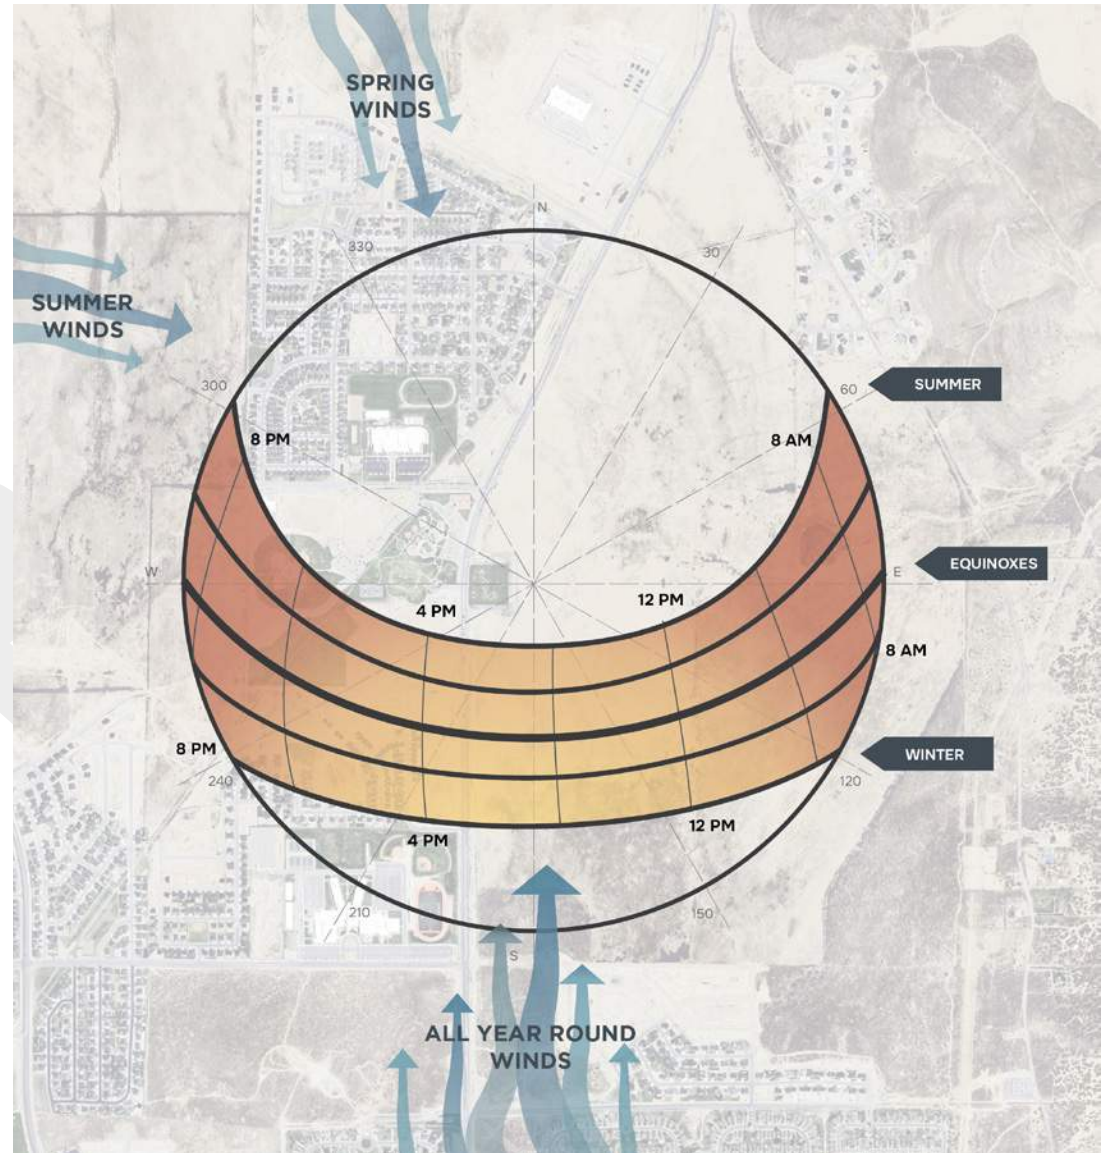 SPRING
WINDS
N
330
30
SUMMER
WINDS
300
60
SUMMER
8 PM
8 AM
EQUINOXES
W
E
4 PM
12 PM
8 AM
8 PM
WINTER
240
120
4 PM
12 PM
210
150
S
ALL YEAR ROUND
WINDS